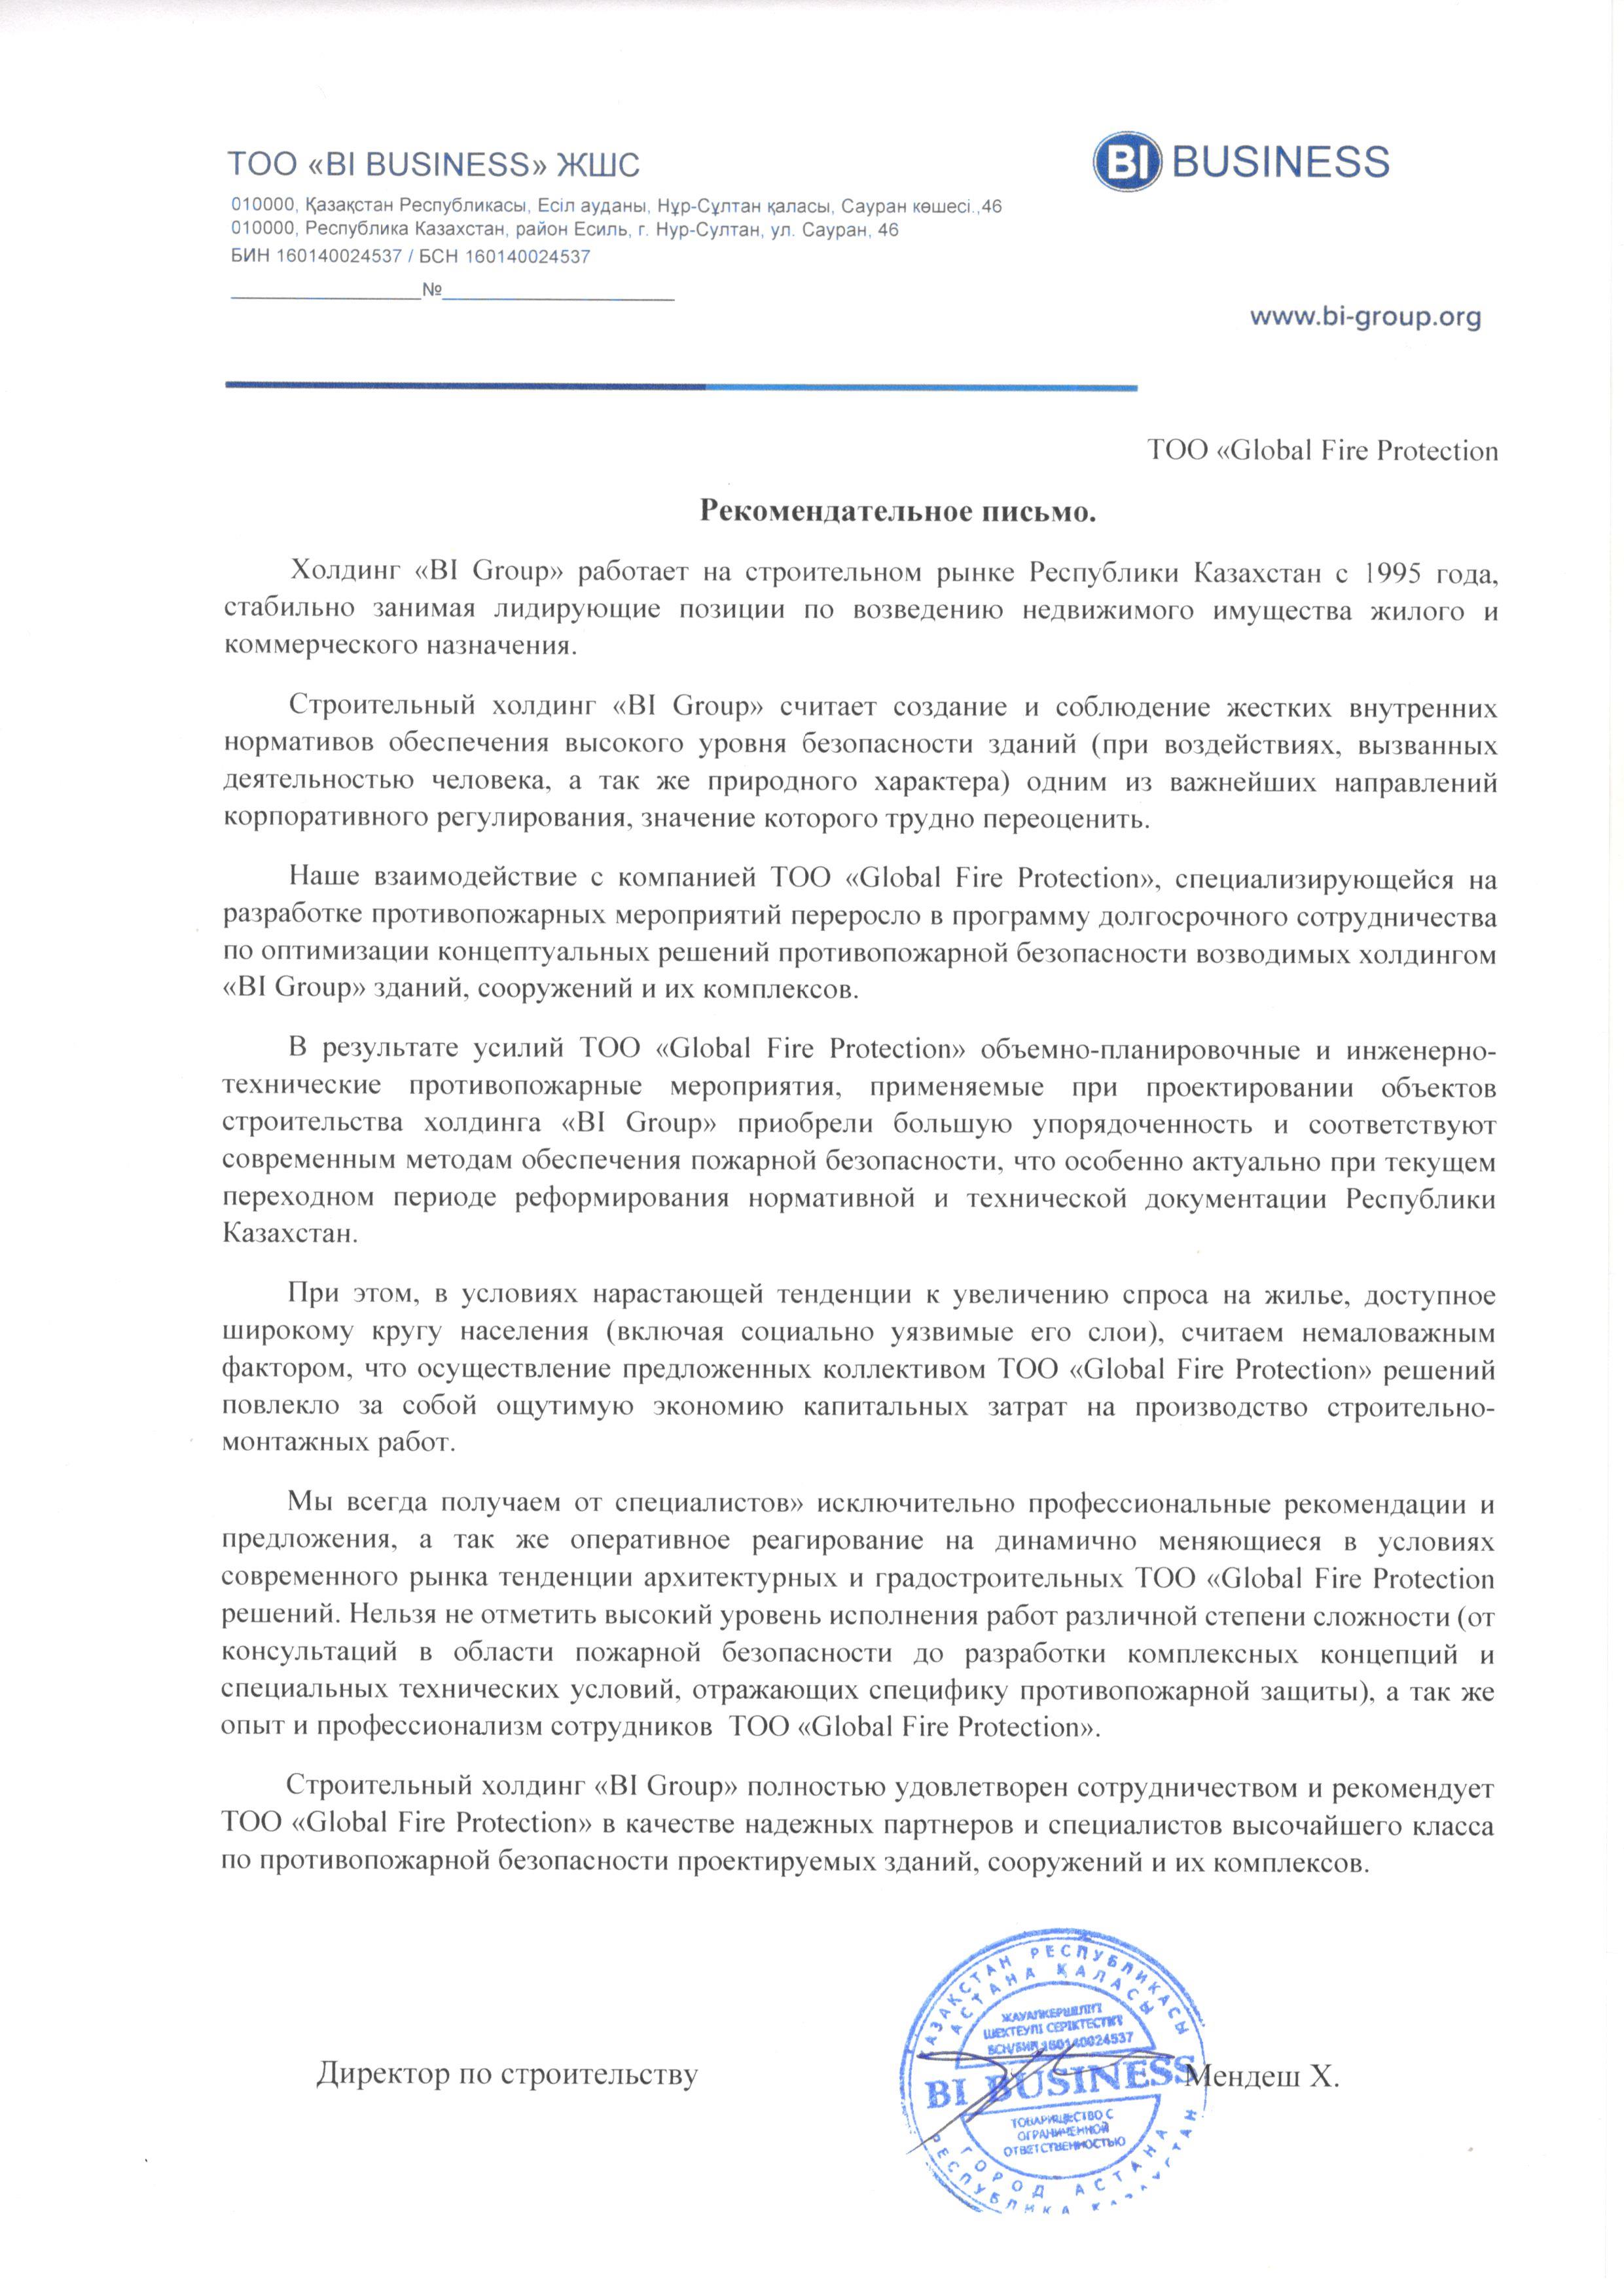 ТОО «BI BUSINESS» ЖШС
BI BUSINESS
010000, Қазақстан Республикасы, Есіл ауданы, Нұр-Сұлтан қаласы, Сауран көшесі.,46
010000, Республика Казахстан, район Есиль, г. Нур-Султан, ул. Сауран, 46
БИН 160140024537 / БСН 160140024537
№
www.bi-group.org
ТОО «Global Fire Protection
Рекомендательное письмо.
Холдинг «BI Group» работает на строительном рынке Республики Казахстан с 1995 года,
стабильно занимая лидирующие позиции по возведению недвижимого имущества жилого и
коммерческого назначения.
Строительный холдинг «BI Group» считает создание и соблюдение жестких внутренних
нормативов обеспечения высокого уровня безопасности зданий (при воздействиях, вызванных
деятельностью человека, а так же природного характера) одним из важнейших направлений
корпоративного регулирования, значение которого трудно переоценить.
Наше взаимодействие с компанией ТОО «Global Fire Protection», специализирующейся на
разработке противопожарных мероприятий переросло в программу долгосрочного сотрудничества
по оптимизации концептуальных решений противопожарной безопасности возводимых холдингом
«BI Group» зданий, сооружений и их комплексов.
В результате усилий ТОО «Global Fire Protection» объемно-планировочные и инженерно-
технические противопожарные мероприятия, применяемые при проектировании объектов
строительства холдинга «BI Group» приобрели большую упорядоченность и соответствуют
современным методам обеспечения пожарной безопасности, что особенно актуально при текущем
переходном периоде реформирования нормативной и технической документации Республики
Казахстан.
При этом, в условиях нарастающей тенденции к увеличению спроса на жилье, доступное
широкому кругу населения (включая социально уязвимые его слои), считаем немаловажным
фактором, что осуществление предложенных коллективом ТОО «Global Fire Protection» решений
повлекло за собой ощутимую экономию капитальных затрат на производство строительно-
монтажных работ.
Мы всегда получаем от специалистов» исключительно профессиональные рекомендации и
предложения, а так же оперативное реагирование на динамично меняющиеся в условиях
современного рынка тенденции архитектурных и градостроительных ТОО «Global Fire Protection
решений. Нельзя не отметить высокий уровень исполнения работ различной степени сложности (от
консультаций в области пожарной безопасности до разработки комплексных концепций и
специальных технических условий, отражающих специфику противопожарной защиты), а так же
опыт и профессионализм сотрудников ТОО «Global Fire Protection».
Строительный холдинг «BI Group» полностью удовлетворен сотрудничеством и рекомендует
ТОО «Global Fire Protection» в качестве надежных партнеров и специалистов высочайшего класса
по противопожарной безопасности проектируемых зданий, сооружений и их комплексов.
ҚАЗАҚСТАН РЕСПУБЛИКАСЫ
АСТАНА ҚАЛАСЫ
ЖАУАПКЕРШІЛІГІ
ШЕКТЕУЛІ СЕРІКТЕСТІГІ
БСН/БИН 160140024537
Директор по строительству
BI BUSINESS
Мендеш Х.
ТОВАРИЩЕСТВО С
ОГРАНИЧЕННОЙ
ОТВЕТСТВЕННОСТЬЮ
ГОРОД АСТАНА
РЕСПУБЛИКА КАЗАХСТАН